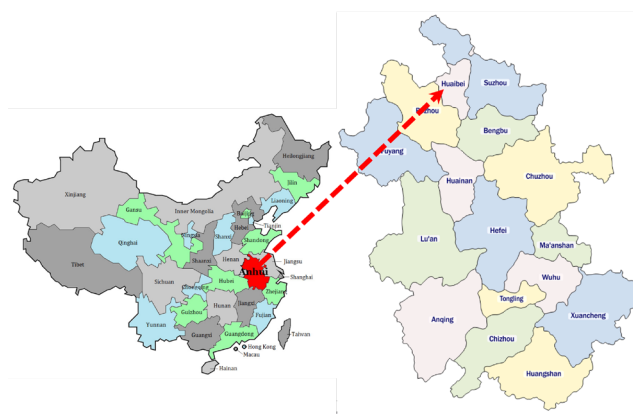 Heilongjiang
Jilin
Liaoning
Xinjiang
Inner Mongolia
Gansu
Beijing
Tianjin
Hebei
Shanxi
Shandong
Ningxia
Qinghai
Shaanxi
Henan
Jiangsu
Tibet
Anhui
Shanghai
Sichuan
Hubei
Chongqing
Zhejiang
Hunan
Jiangxi
Guizhou
Fujian
Yunnan
Guangxi
Guangdong
Taiwan
Hong Kong
Macau
Hainan
Huaibei
Suzhou
Bozhou
Bengbu
Fuyang
Huainan
Chuzhou
Lu'an
Hefei
Ma'anshan
Wuhu
Tongling
Anqing
Xuancheng
Chizhou
Huangshan